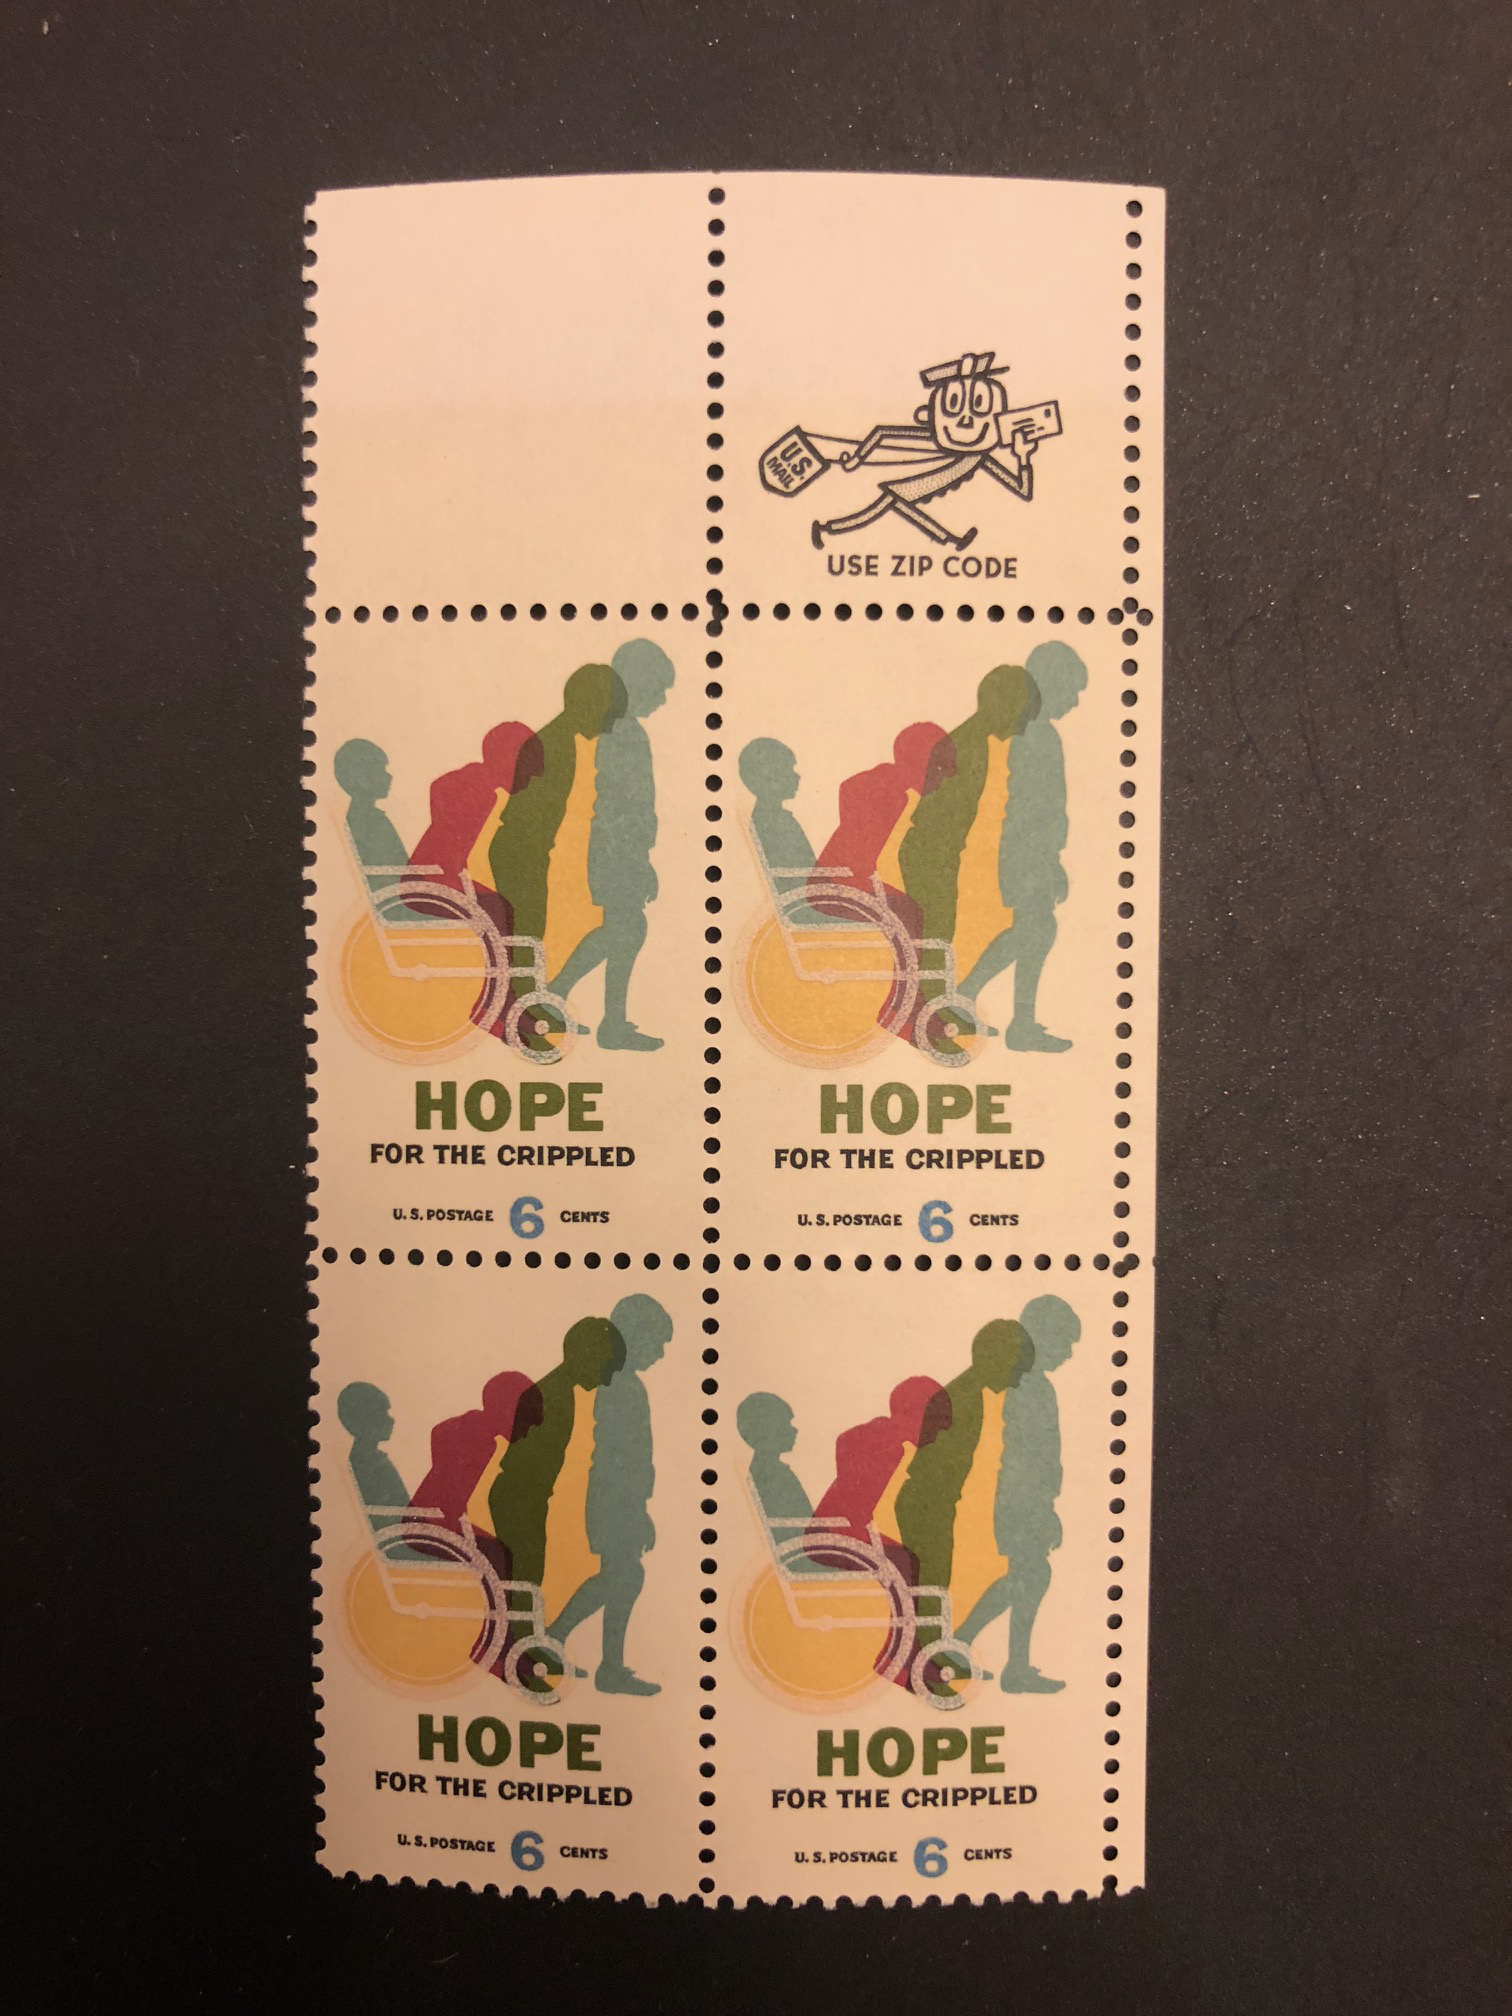 U.S.
MAIL
USE ZIP CODE
HOPE
FOR THE CRIPPLED
U.S. POSTAGE 6 CENTS
HOPE
FOR THE CRIPPLED
U.S. POSTAGE 6 CENTS
HOPE
FOR THE CRIPPLED
U.S. POSTAGE 6 CENTS
HOPE
FOR THE CRIPPLED
U.S. POSTAGE 6 CENTS